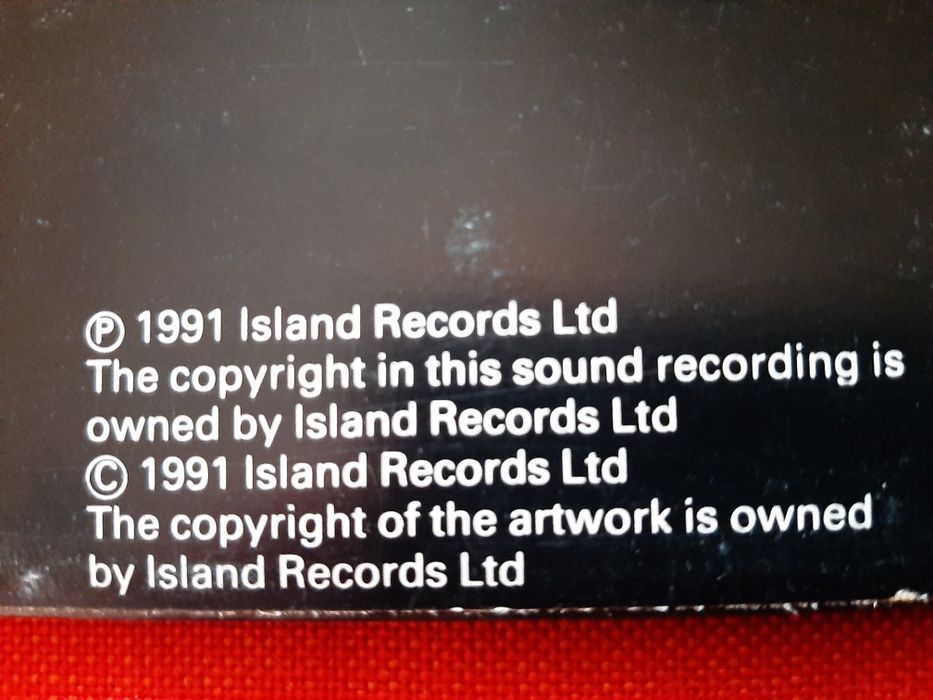 ℗ 1991 Island Records Ltd
The copyright in this sound recording is
owned by Island Records Ltd
© 1991 Island Records Ltd
The copyright of the artwork is owned
by Island Records Ltd